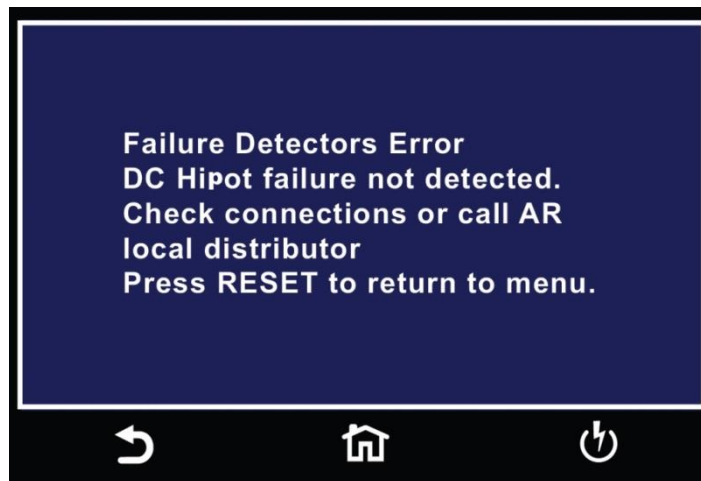 Failure Detectors Error
DC Hipot failure not detected.
Check connections or call AR
local distributor
Press RESET to return to menu.